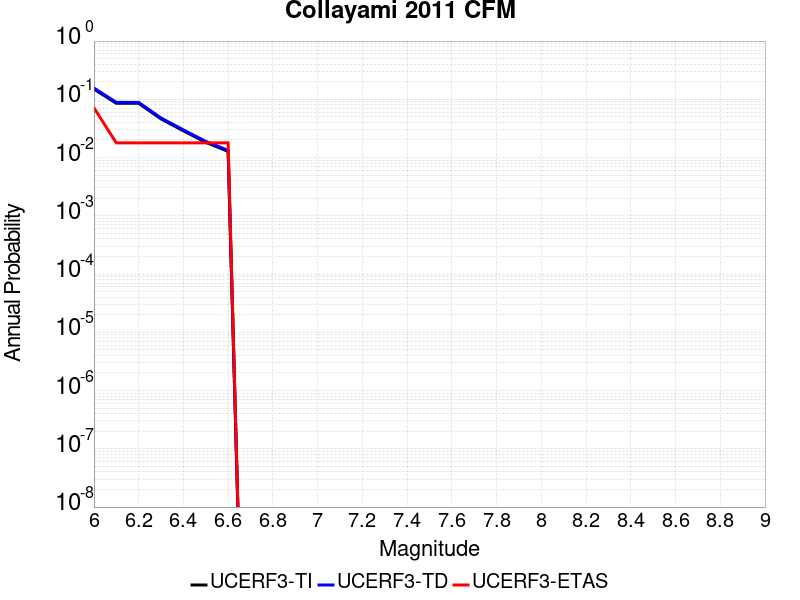 Collayami 2011 CFM
10^0
10^-1
10^-2
10^-3
10^-4
10^-5
10^-6
10^-7
10^-8
Annual Probability
6 6.2 6.4 6.6 6.8 7 7.2 7.4 7.6 7.8 8 8.2 8.4 8.6 8.8 9
Magnitude
UCERF3-TI UCERF3-TD UCERF3-ETAS